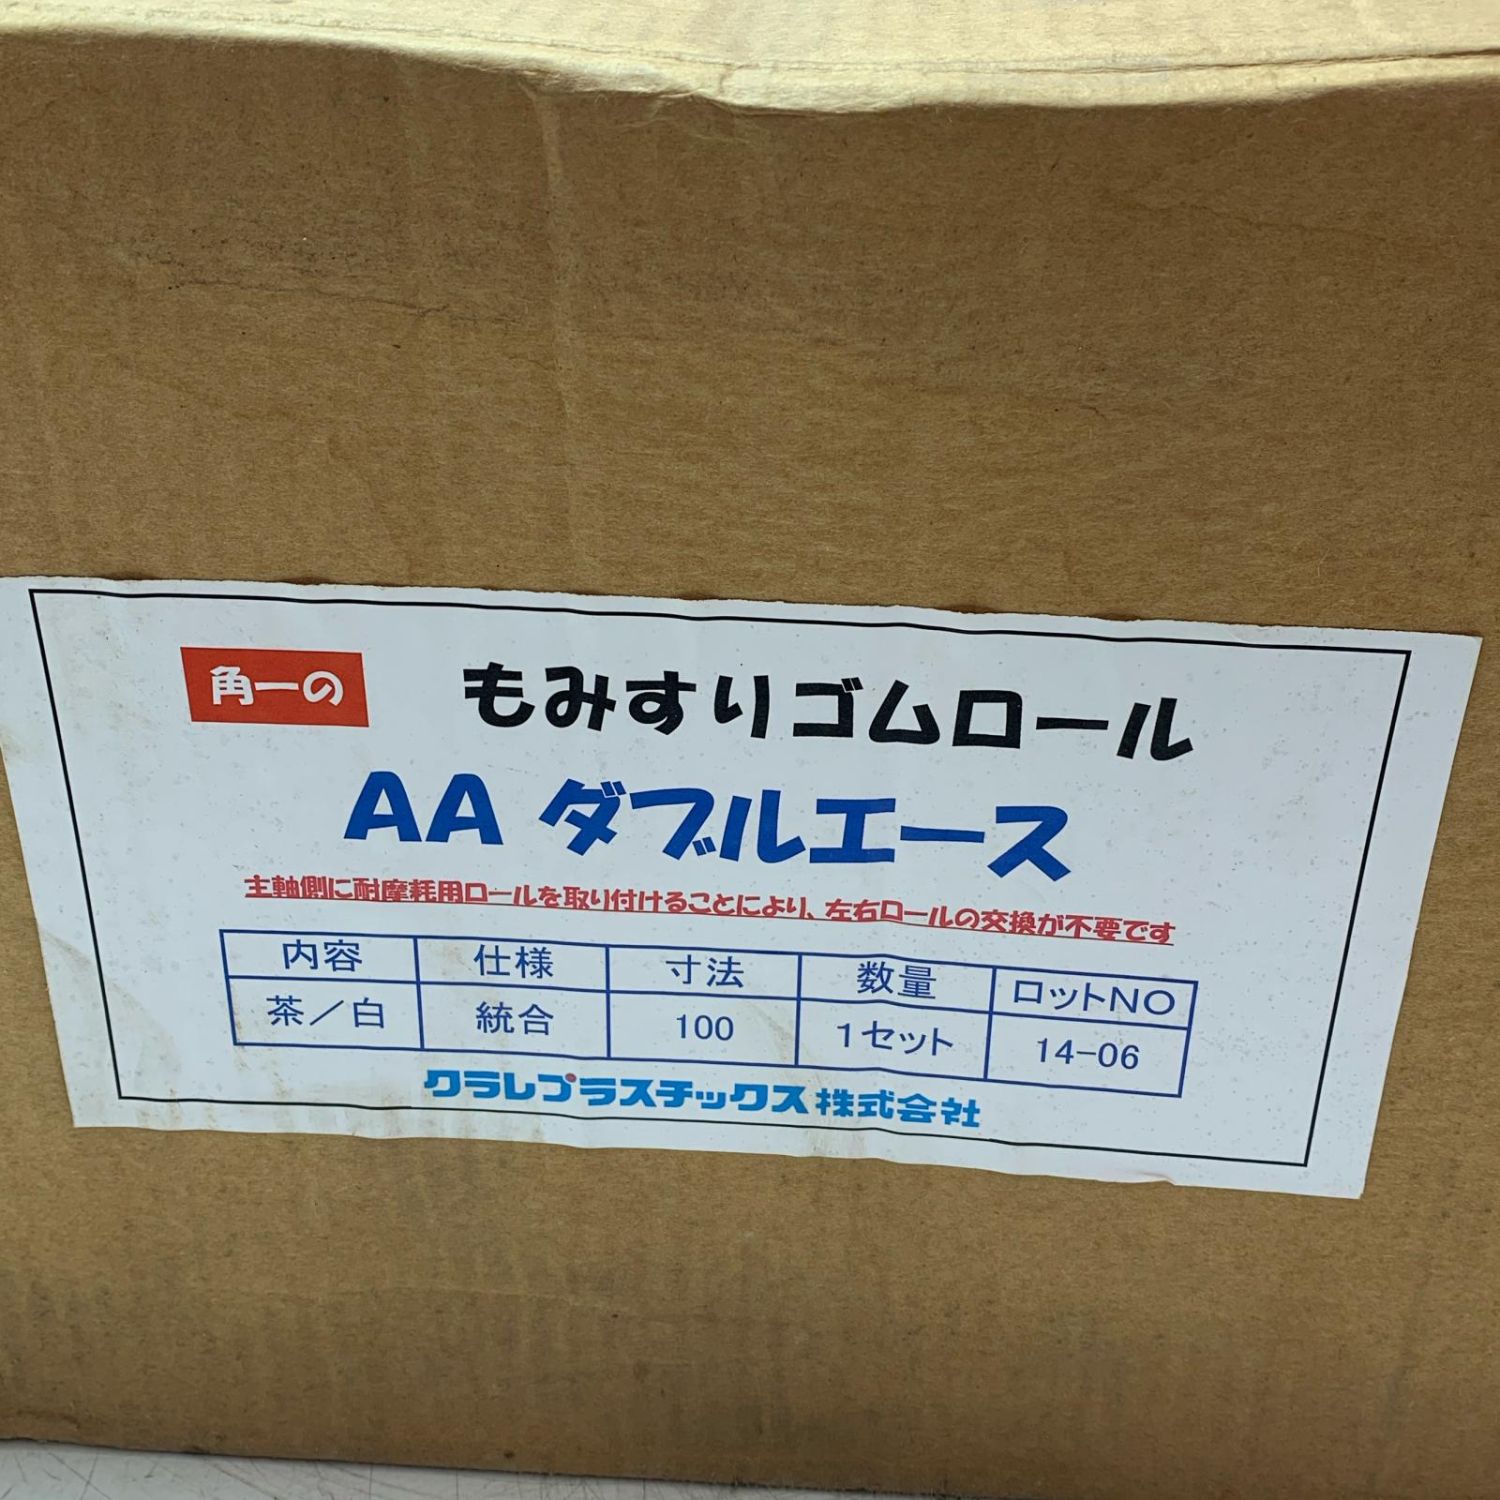 角一の もみすりゴムロール
AA ダブルエース
主軸側に耐摩耗用ロールを取り付けることにより、左右ロールの交換が不要です
内容 仕様 寸法 数量 ロットNO
茶／白 統合 100 1セット 14-06
クラレプラスチックス株式会社